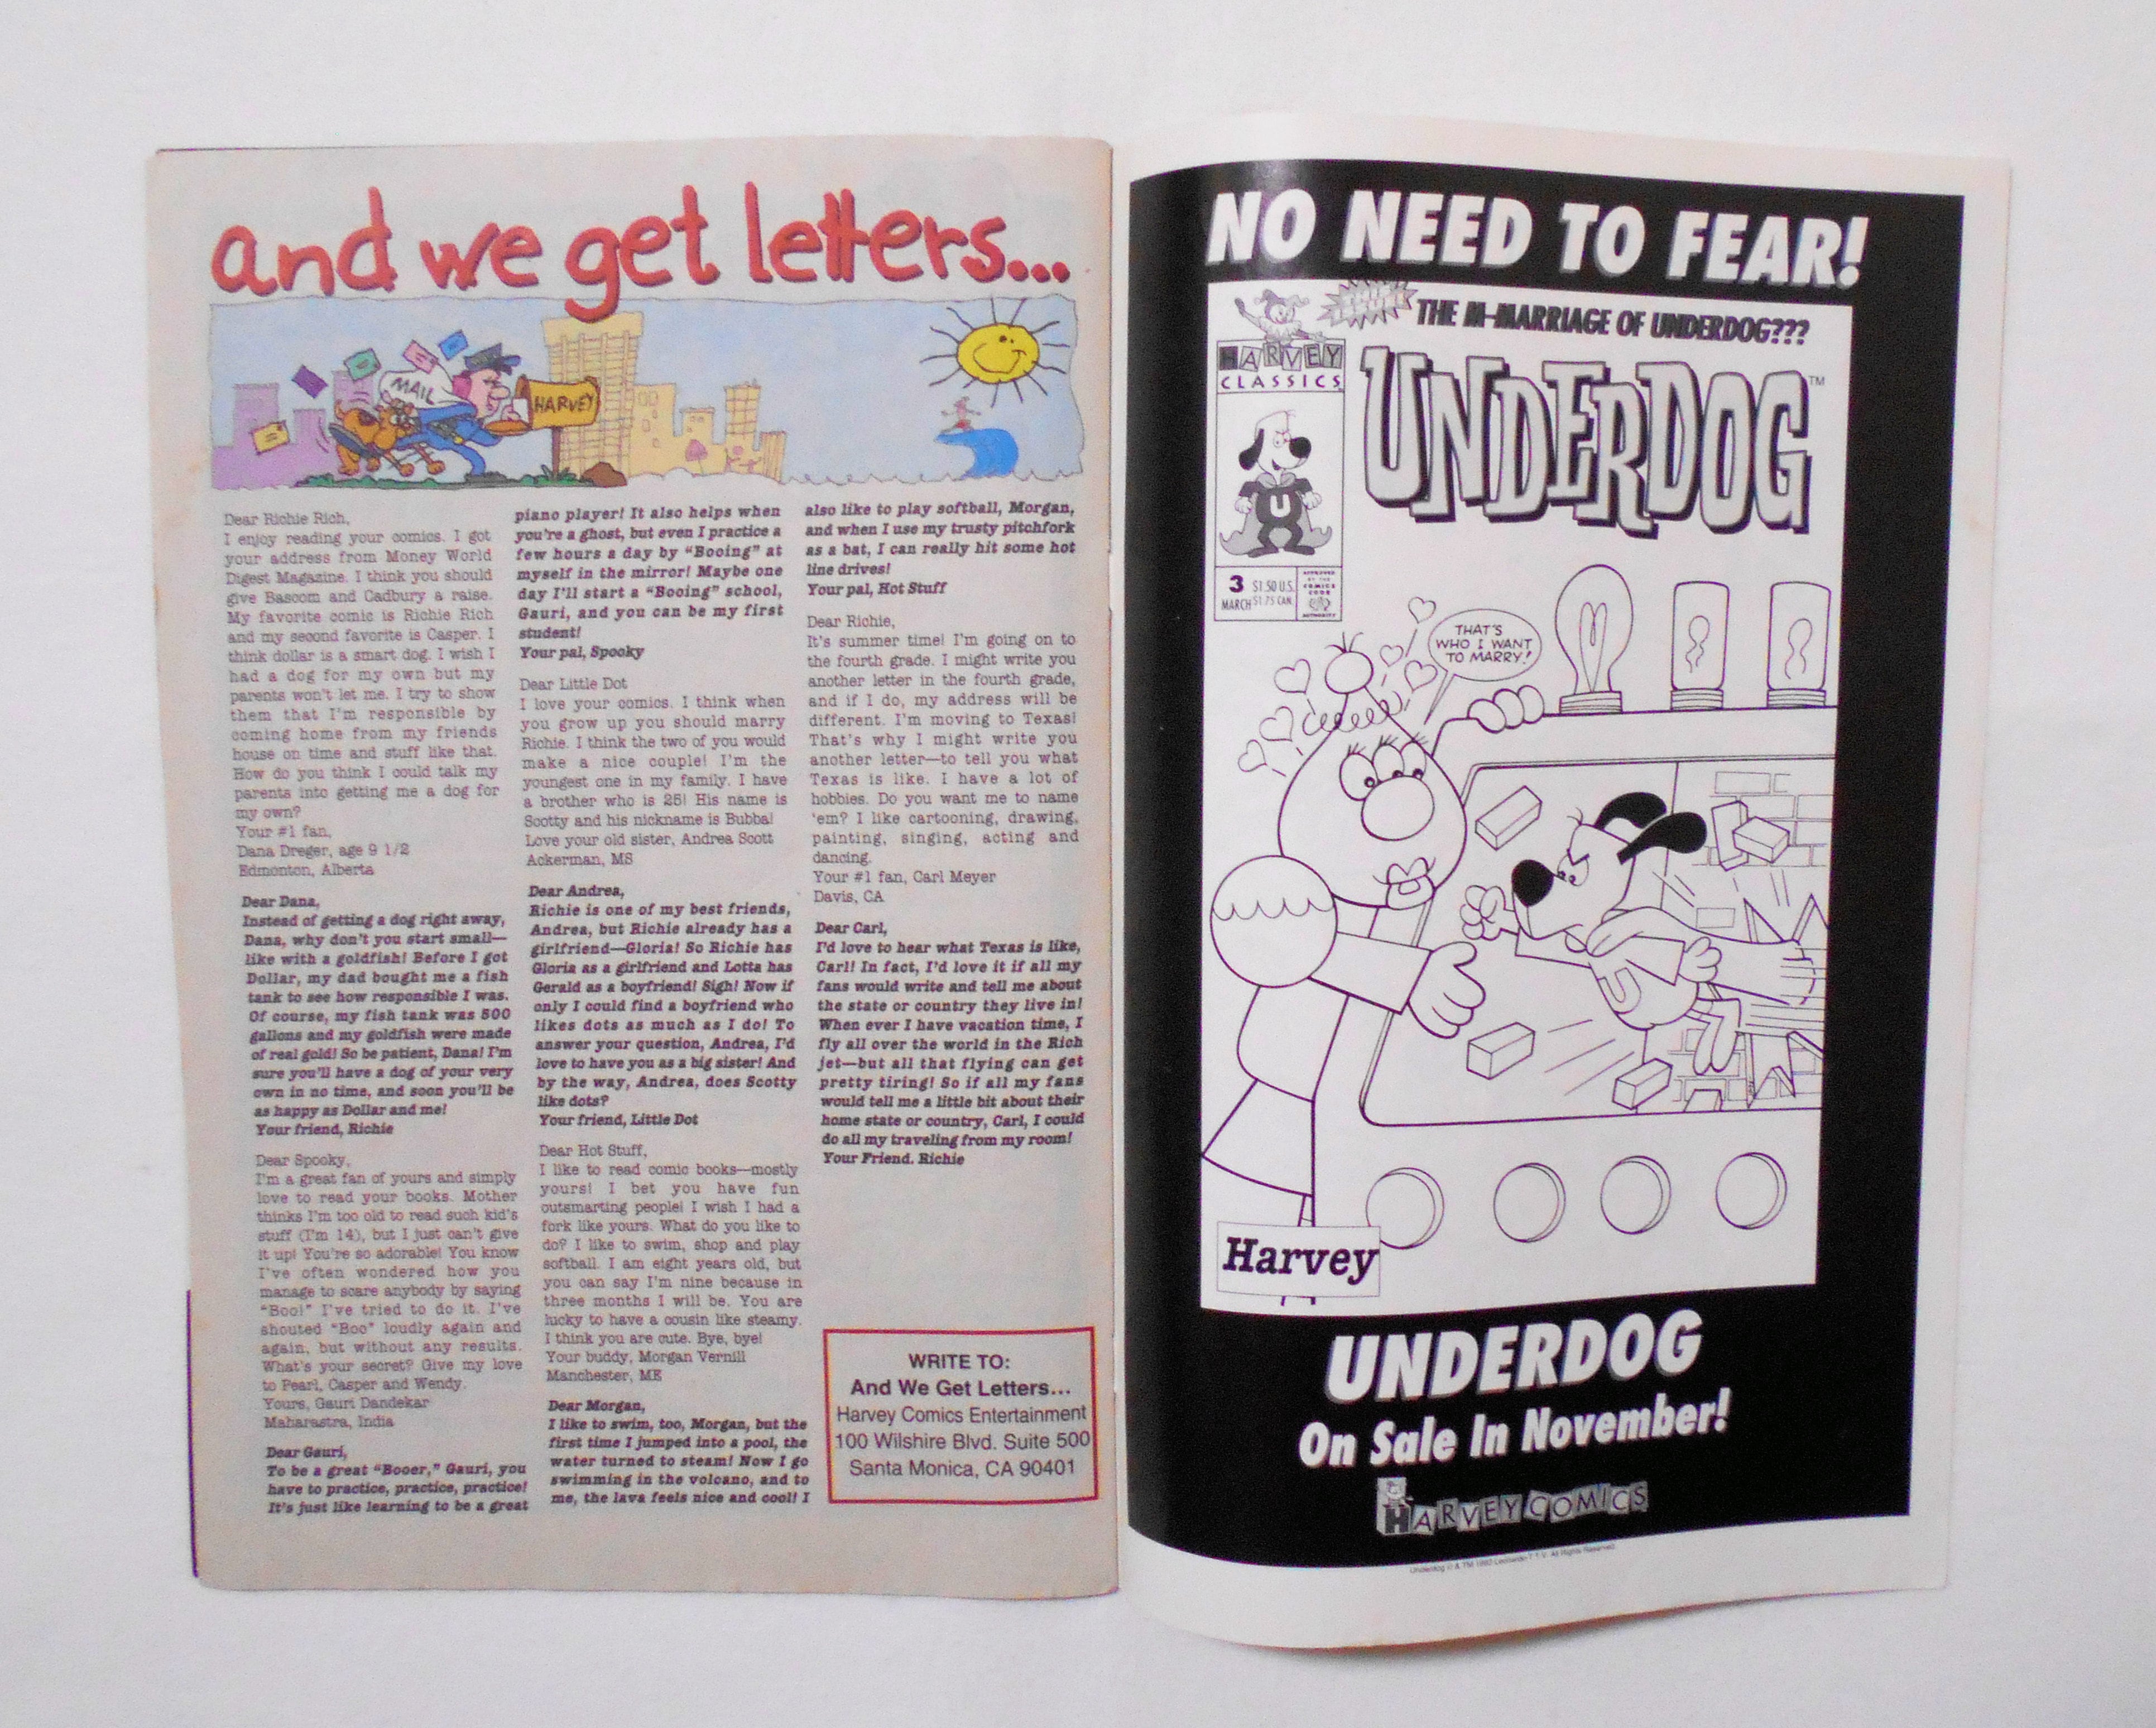 and we get letters...
MAIL
HARVEY
Dear Richie Rich,
I enjoy reading your comics. I got
your address from Money World
Digest Magazine. I think you should
give Bascom and Cadbury a raise.
My favorite comic is Richie Rich
and my second favorite is Casper. I
think dollar is a smart dog. I wish I
had a dog for my own but my
parents won't let me. I try to show
them that I'm responsible by
coming home from my friends
house on time and stuff like that.
How do you think I could talk my
parents into getting me a dog for
my own?
Your #1 fan,
Dana Dreger, age 9 1/2
Edmonton, Alberta
Dear Dana,
Instead of getting a dog right away,
Dana, why don't you start small—
like with a goldfish! Before I got
Dollar, my dad bought me a fish
tank to see how responsible I was.
Of course, my fish tank was 500
gallons and my goldfish were made
of real gold! So be patient, Dana! I'm
sure you'll have a dog of your very
own in no time, and soon you'll be
as happy as Dollar and me!
Your friend, Richie
Dear Spooky,
I'm a great fan of yours and simply
love to read your books. Mother
thinks I'm too old to read such kid's
stuff (I'm 14), but I just can't give
it up! You're so adorable! You know
I've often wondered how you
manage to scare anybody by saying
"Boo!" I've tried to do it. I've
shouted "Boo" loudly again and
again, but without any results.
What's your secret? Give my love
to Pearl, Casper and Wendy.
Yours, Gauri Dandekar
Maharastra, India
Dear Gauri,
To be a great "Booer," Gauri, you
have to practice, practice, practice!
It's just like learning to be a great
piano player! It also helps when
you're a ghost, but even I practice a
few hours a day by "Booing" at
myself in the mirror! Maybe one
day I'll start a "Booing" school,
Gauri, and you can be my first
student!
Your pal, Spooky
Dear Little Dot
I love your comics. I think when
you grow up you should marry
Richie. I think the two of you would
make a nice couple! I'm the
youngest one in my family. I have
a brother who is 25! His name is
Scotty and his nickname is Bubba!
Love your old sister, Andrea Scott
Ackerman, MS
Dear Andrea,
Richie is one of my best friends,
Andrea, but Richie already has a
girlfriend—Gloria! So Richie has
Gloria as a girlfriend and Lotta has
Gerald as a boyfriend! Sigh! Now if
only I could find a boyfriend who
likes dots as much as I do! To
answer your question, Andrea, I'd
love to have you as a big sister! And
by the way, Andrea, does Scotty
like dots?
Your friend, Little Dot
Dear Hot Stuff,
I like to read comic books—mostly
yours! I bet you have fun
outsmarting people! I wish I had a
fork like yours. What do you like to
do? I like to swim, shop and play
softball. I am eight years old, but
you can say I'm nine because in
three months I will be. You are
lucky to have a cousin like steamy.
I think you are cute. Bye, bye!
Your buddy, Morgan Vernill
Manchester, ME
Dear Morgan,
I like to swim, too, Morgan, but the
first time I jumped into a pool, the
water turned to steam! Now I go
swimming in the volcano, and to
me, the lava feels nice and cool! I
also like to play softball, Morgan,
and when I use my trusty pitchfork
as a bat, I can really hit some hot
line drives!
Your pal, Hot Stuff
Dear Richie,
It's summer time! I'm going on to
the fourth grade. I might write you
another letter in the fourth grade,
and if I do, my address will be
different. I'm moving to Texas!
That's why I might write you
another letter—to tell you what
Texas is like. I have a lot of
hobbies. Do you want me to name
'em? I like cartooning, drawing,
painting, singing, acting and
dancing.
Your #1 fan, Carl Meyer
Davis, CA
Dear Carl,
I'd love to hear what Texas is like,
Carl! In fact, I'd love it if all my
fans would write and tell me about
the state or country they live in!
When ever I have vacation time, I
fly all over the world in the Rich
jet—but all that flying can get
pretty tiring! So if all my fans
would tell me a little bit about their
home state or country, Carl, I could
do all my traveling from my room!
Your Friend. Richie
WRITE TO:
And We Get Letters...
Harvey Comics Entertainment
100 Wilshire Blvd. Suite 500
Santa Monica, CA 90401
NO NEED TO FEAR!
THE M-MARRIAGE OF UNDERDOG???
HARVEY
CLASSICS
UNDERDOG™
U
3 $1.50 U.S.
MARCH $1.75 CAN.
APPROVED
BY THE
COMICS
CODE
AUTHORITY
THAT'S
WHO I WANT
TO MARRY!
U
Harvey
UNDERDOG
On Sale In November!
HARVEY COMICS